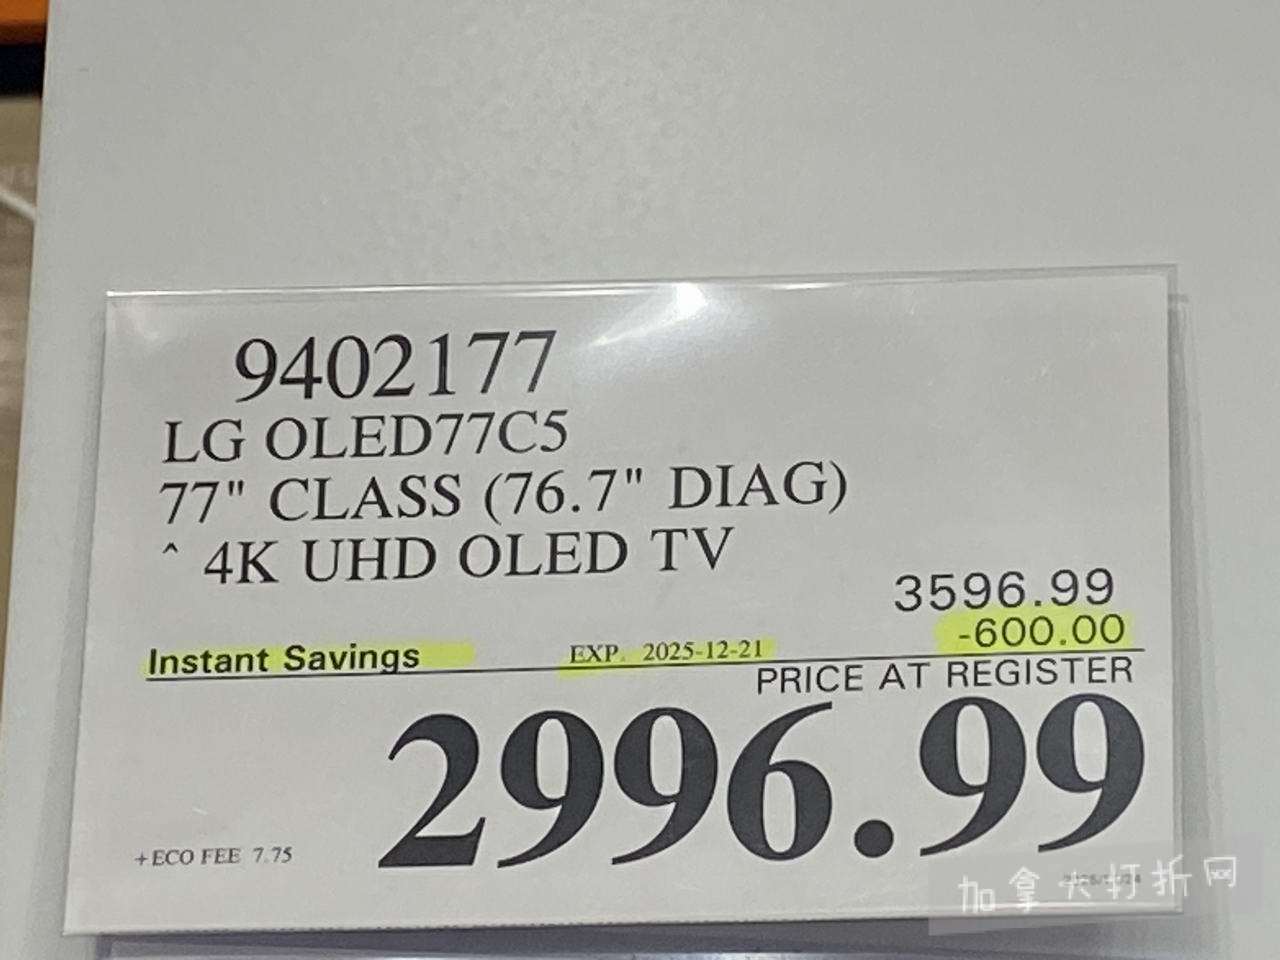 9402177
LG OLED77C5
77" CLASS (76.7" DIAG)
^ 4K UHD OLED TV
3596.99
Instant Savings EXP. 2025-12-21 -600.00
PRICE AT REGISTER
2996.99
+ECO FEE 7.75
加拿大打折网